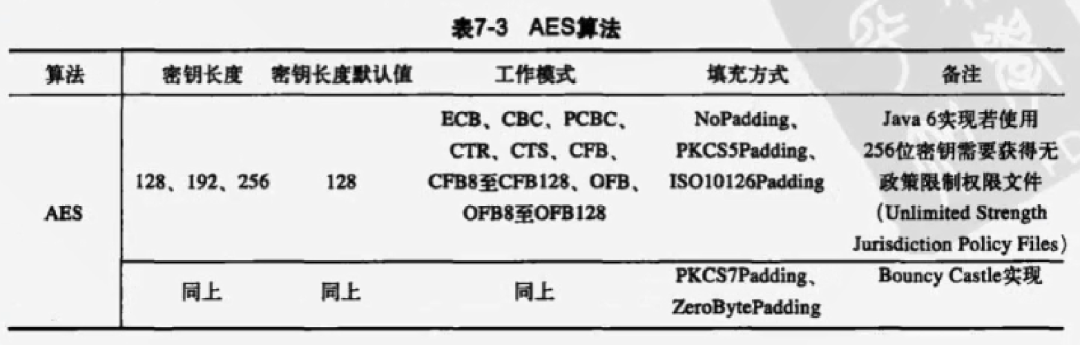 表7-3 AES算法
算法 密钥长度 密钥长度默认值 工作模式 填充方式 备注
ECB、CBC、PCBC、 NoPadding、 Java 6实现若使用
CTR、CTS、CFB、 PKCS5Padding、 256位密钥需要获得无
128、192、256 128 CFB8至CFB128、OFB、 ISO10126Padding 政策限制权限文件
AES OFB8至OFB128 (Unlimited Strength
Jurisdiction Policy Files)
同上 同上 同上 PKCS7Padding、 Bouncy Castle实现
ZeroBytePadding